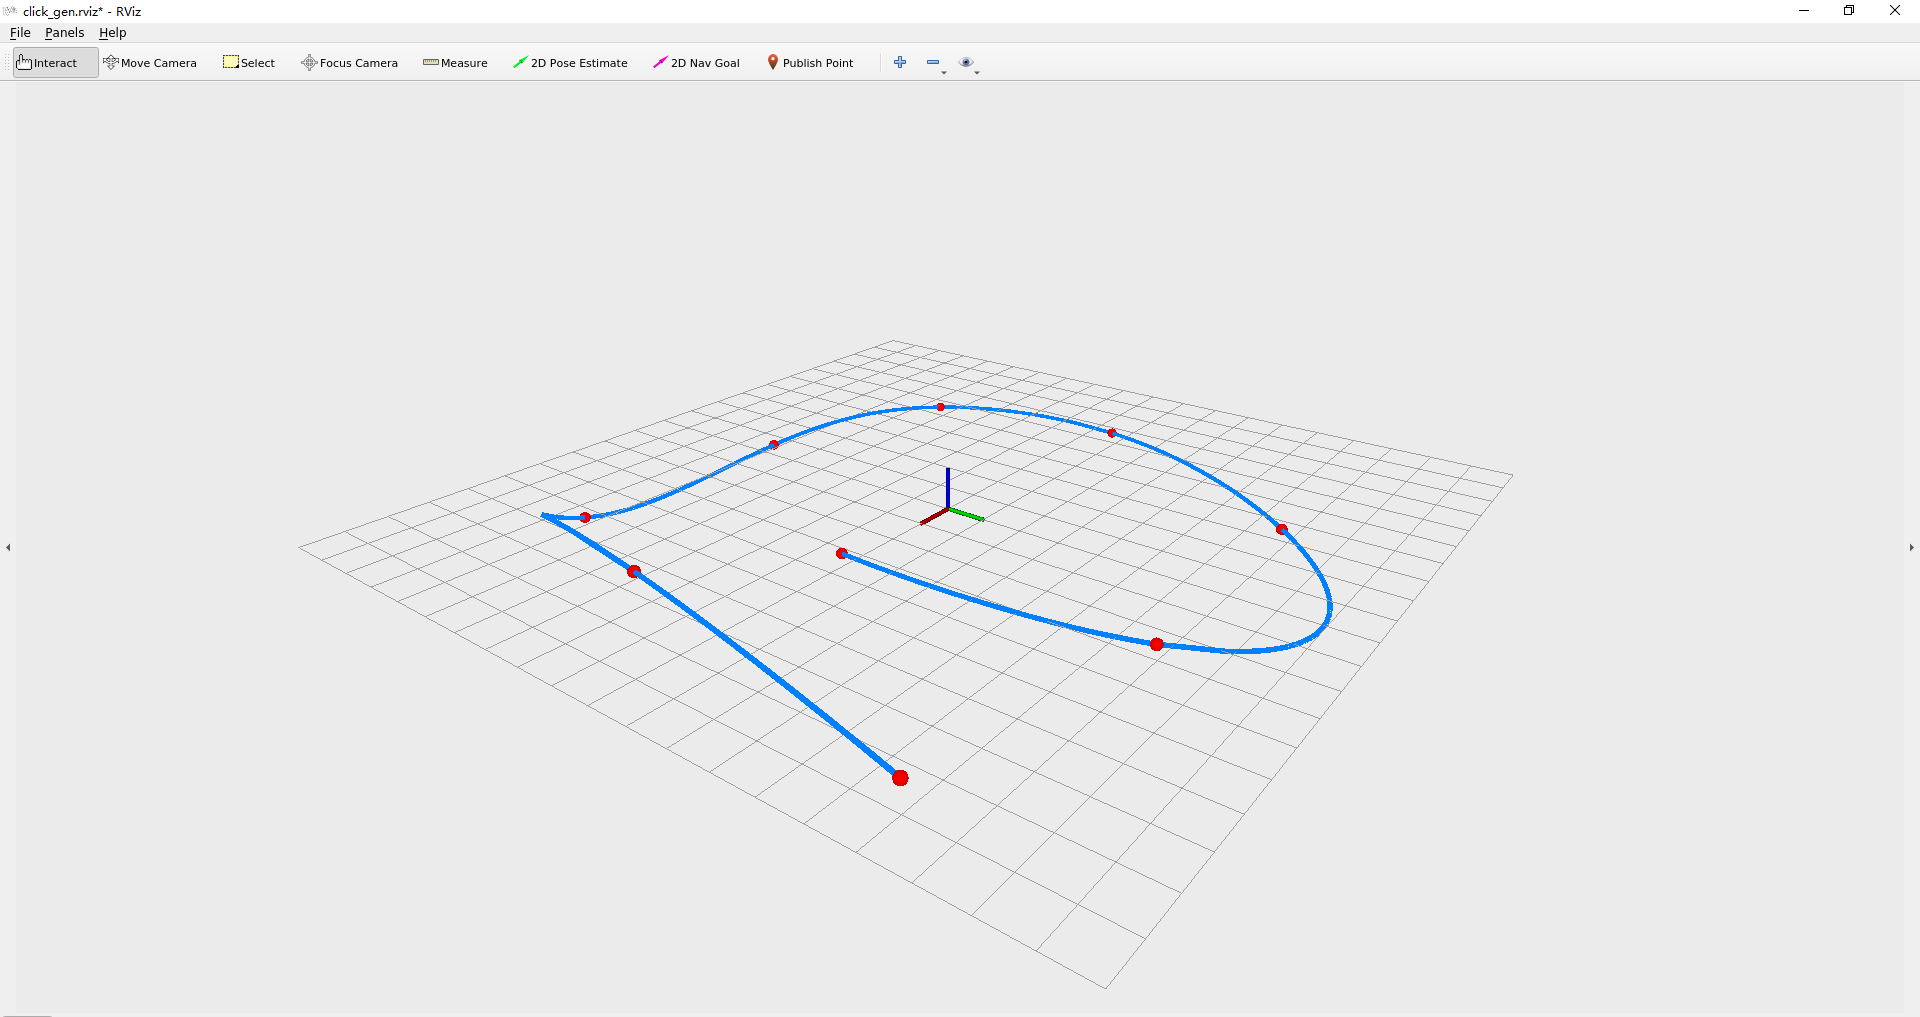 click_gen.rviz* - RViz
File Panels Help
Interact Move Camera Select Focus Camera Measure 2D Pose Estimate 2D Nav Goal Publish Point